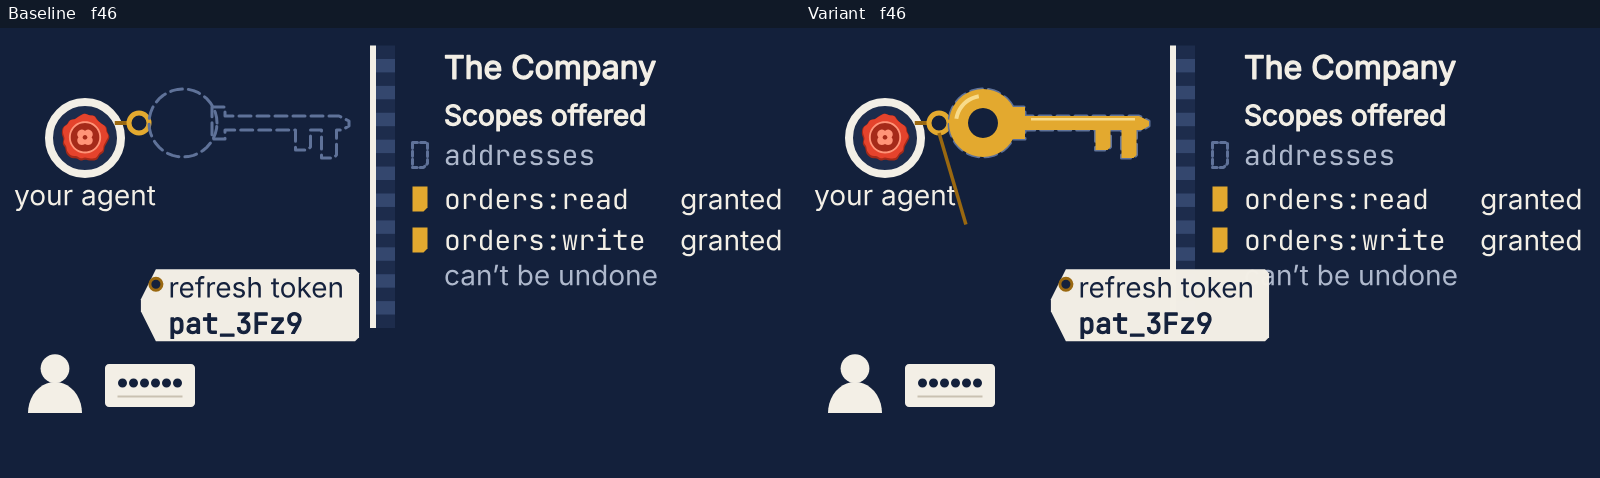 Baseline f46
The Company
Scopes offered
addresses
orders:read granted
orders:write granted
can't be undone
your agent
refresh token
pat_3Fz9
Variant f46
The Company
Scopes offered
addresses
orders:read granted
orders:write granted
an't be undone
your agent
refresh token
pat_3Fz9